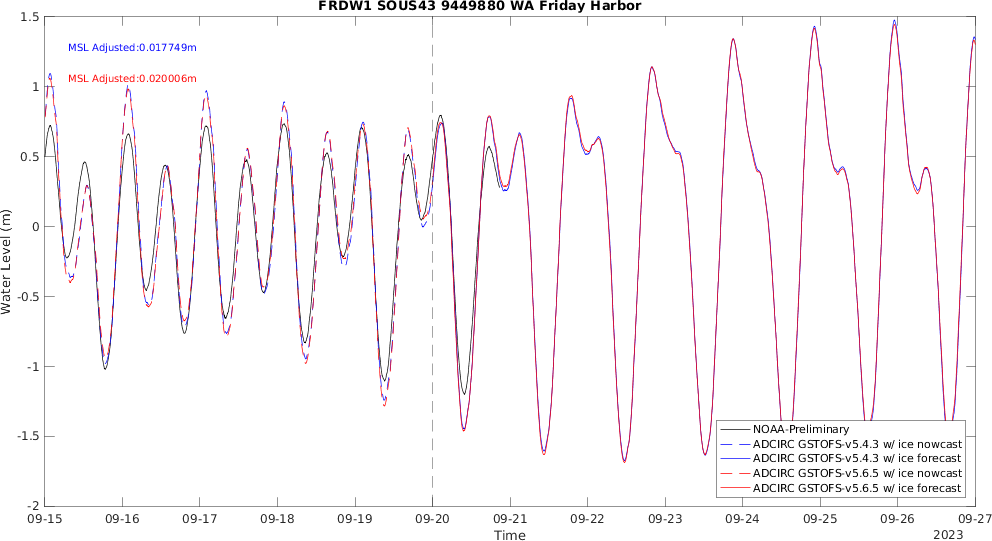 FRDW1 SOUS43 9449880 WA Friday Harbor
MSL Adjusted:0.017749m
MSL Adjusted:0.020006m
Water Level (m)
1.5
1
0.5
0
-0.5
-1
-1.5
-2
NOAA-Preliminary
ADCIRC GSTOFS-v5.4.3 w/ ice nowcast
ADCIRC GSTOFS-v5.4.3 w/ ice forecast
ADCIRC GSTOFS-v5.6.5 w/ ice nowcast
ADCIRC GSTOFS-v5.6.5 w/ ice forecast
09-15 09-16 09-17 09-18 09-19 09-20 09-21 09-22 09-23 09-24 09-25 09-26 09-27
Time
2023